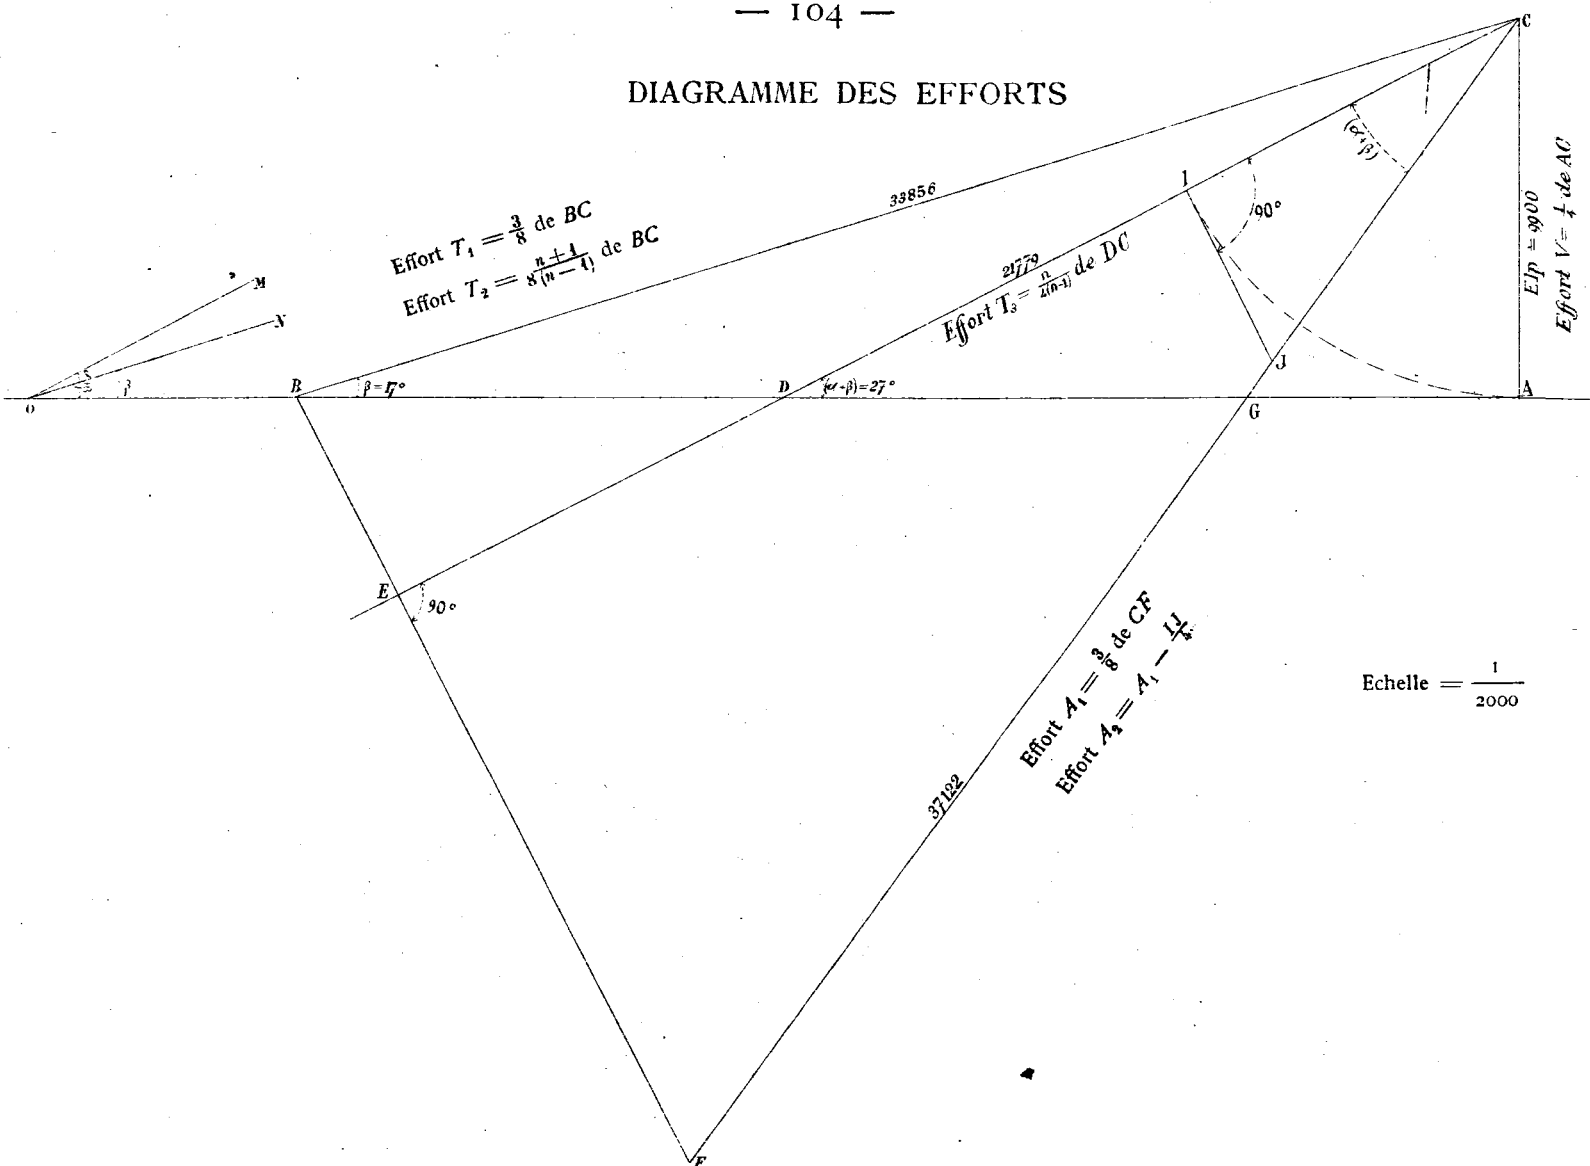 — 104 —
DIAGRAMME DES EFFORTS
C
Effort T₁ = 3/8 de BC
Effort T₂ = n+1/8(n-1) de BC
33856
I
(α+β)
90°
21779
Effort T₃ = n/4(n-1) de DC
Elp = 9900
Effort V = 1/4 de AC
M
N
O
β
B
β = 17°
D
(α+β) = 27°
J
G
A
E
90°
Effort A₁ = 3/8 de CF
Effort A₂ = A₁ — IJ/4
37122
Echelle = 1/2000
F